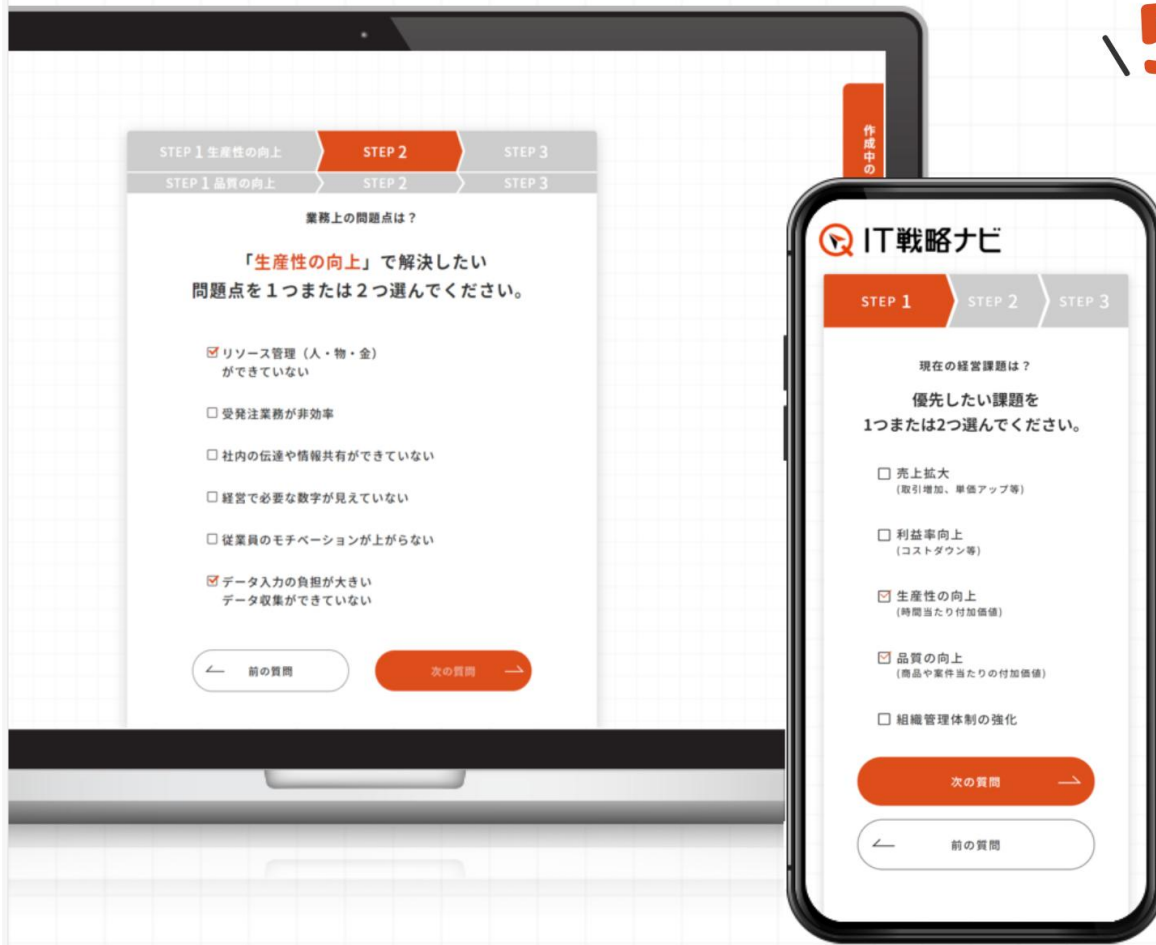 作成中の
STEP 1 生産性の向上 STEP 2 STEP 3
STEP 1 品質の向上 STEP 2 STEP 3
業務上の問題点は？
「生産性の向上」で解決したい
問題点を１つまたは２つ選んでください。
リソース管理（人・物・金）
ができていない
受発注業務が非効率
社内の伝達や情報共有ができていない
経営で必要な数字が見えていない
従業員のモチベーションが上がらない
データ入力の負担が大きい
データ収集ができていない
前の質問
次の質問
IT戦略ナビ
STEP 1 STEP 2 STEP 3
現在の経営課題は？
優先したい課題を
1つまたは2つ選んでください。
売上拡大
(取引増加、単価アップ等)
利益率向上
(コストダウン等)
生産性の向上
(時間当たり付加価値)
品質の向上
(商品や案件当たりの付加価値)
組織管理体制の強化
次の質問
前の質問